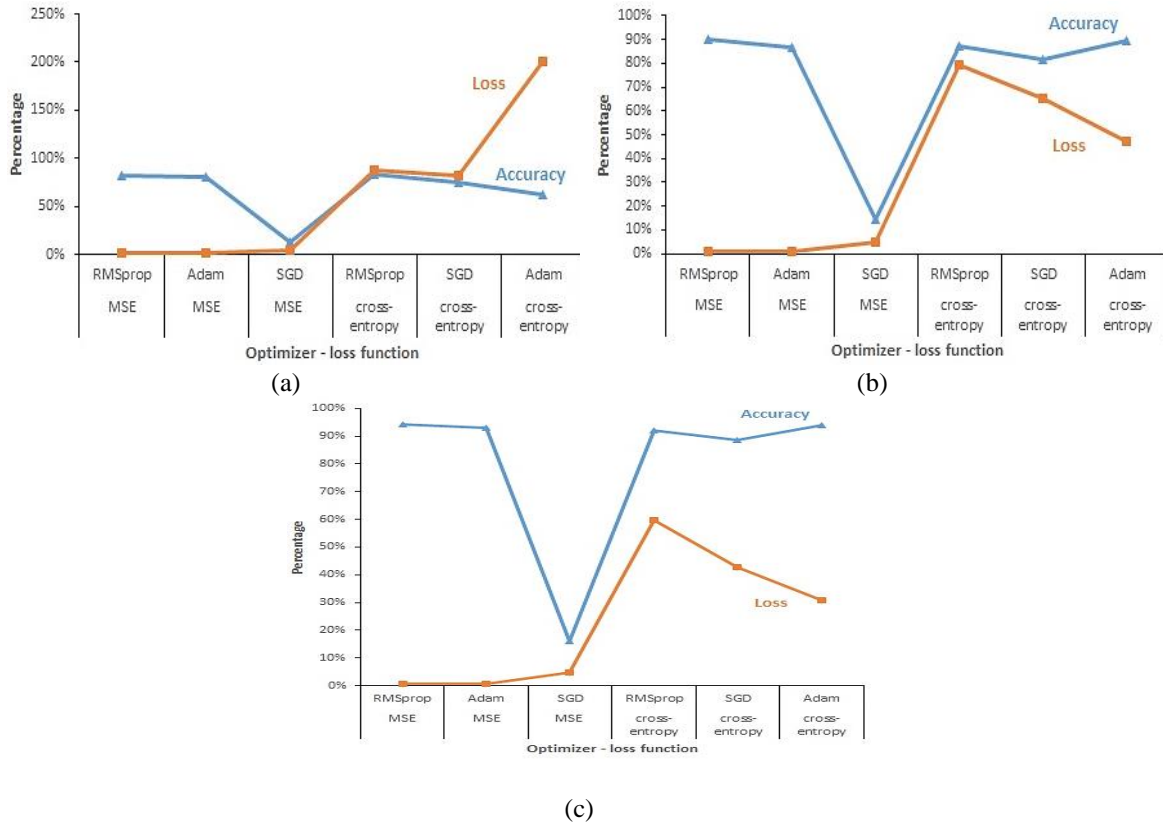 250%
200%
150%
100%
50%
0%
Percentage
Loss
Accuracy
RMSprop Adam SGD RMSprop SGD Adam
MSE MSE MSE cross- cross- cross-
entropy entropy entropy
Optimizer - loss function
(a)
100%
90%
80%
70%
60%
50%
40%
30%
20%
10%
0%
Percentage
Accuracy
Loss
RMSprop Adam SGD RMSprop SGD Adam
MSE MSE MSE cross- cross- cross-
entropy entropy entropy
Optimizer - loss function
(b)
100%
90%
80%
70%
60%
50%
40%
30%
20%
10%
0%
Percentage
Accuracy
Loss
RMSprop Adam SGD RMSprop SGD Adam
MSE MSE MSE cross- cross- cross-
entropy entropy entropy
Optimizer - loss function
(c)